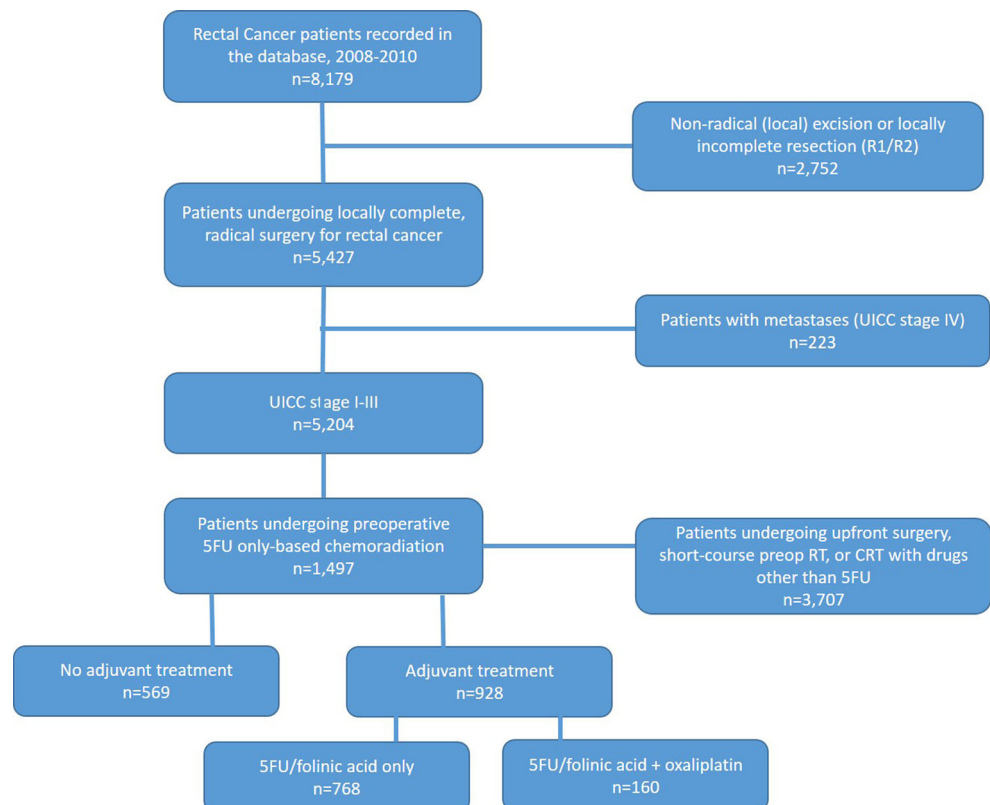 Rectal Cancer patients recorded in
the database, 2008-2010
n=8,179
Non-radical (local) excision or locally
incomplete resection (R1/R2)
n=2,752
Patients undergoing locally complete,
radical surgery for rectal cancer
n=5,427
Patients with metastases (UICC stage IV)
n=223
UICC stage I-III
n=5,204
Patients undergoing preoperative
5FU only-based chemoradiation
n=1,497
Patients undergoing upfront surgery,
short-course preop RT, or CRT with drugs
other than 5FU
n=3,707
No adjuvant treatment
n=569
Adjuvant treatment
n=928
5FU/folinic acid only
n=768
5FU/folinic acid + oxaliplatin
n=160